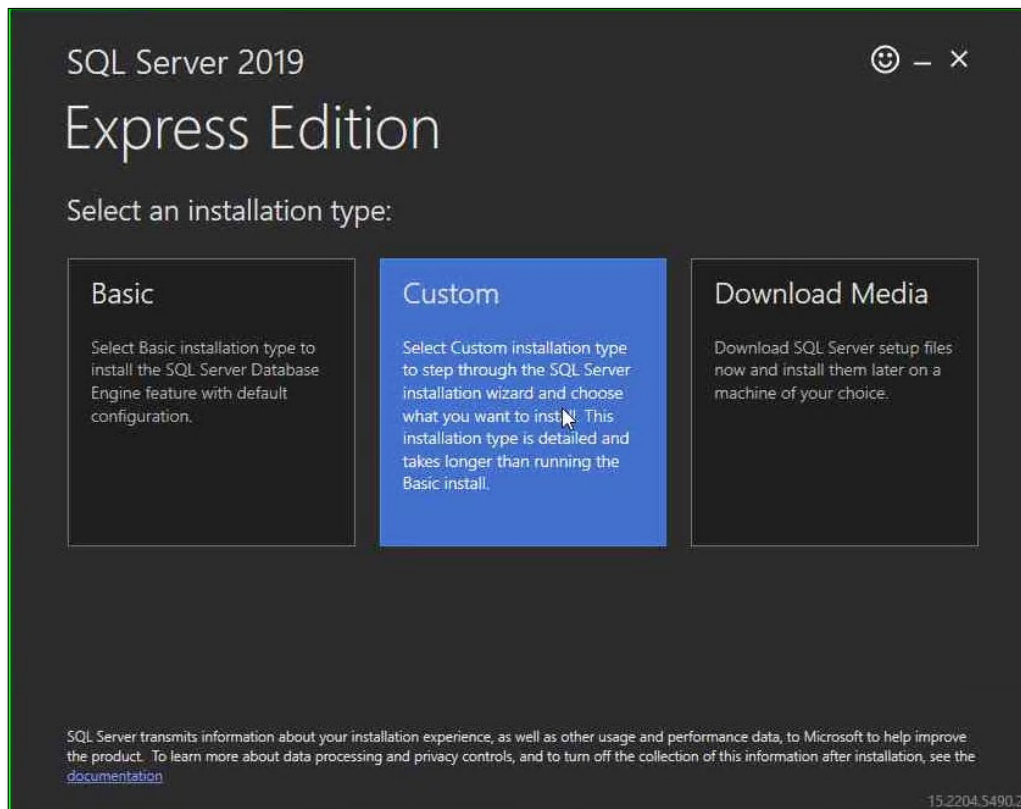 SQL Server 2019
Express Edition
Select an installation type:
Basic
Select Basic installation type to
install the SQL Server Database
Engine feature with default
configuration.
Custom
Select Custom installation type
to step through the SQL Server
installation wizard and choose
what you want to install. This
installation type is detailed and
takes longer than running the
Basic install.
Download Media
Download SQL Server setup files
now and install them later on a
machine of your choice.
SQL Server transmits information about your installation experience, as well as other usage and performance data, to Microsoft to help improve
the product. To learn more about data processing and privacy controls, and to turn off the collection of this information after installation, see the
documentation
15.2204.5490.2